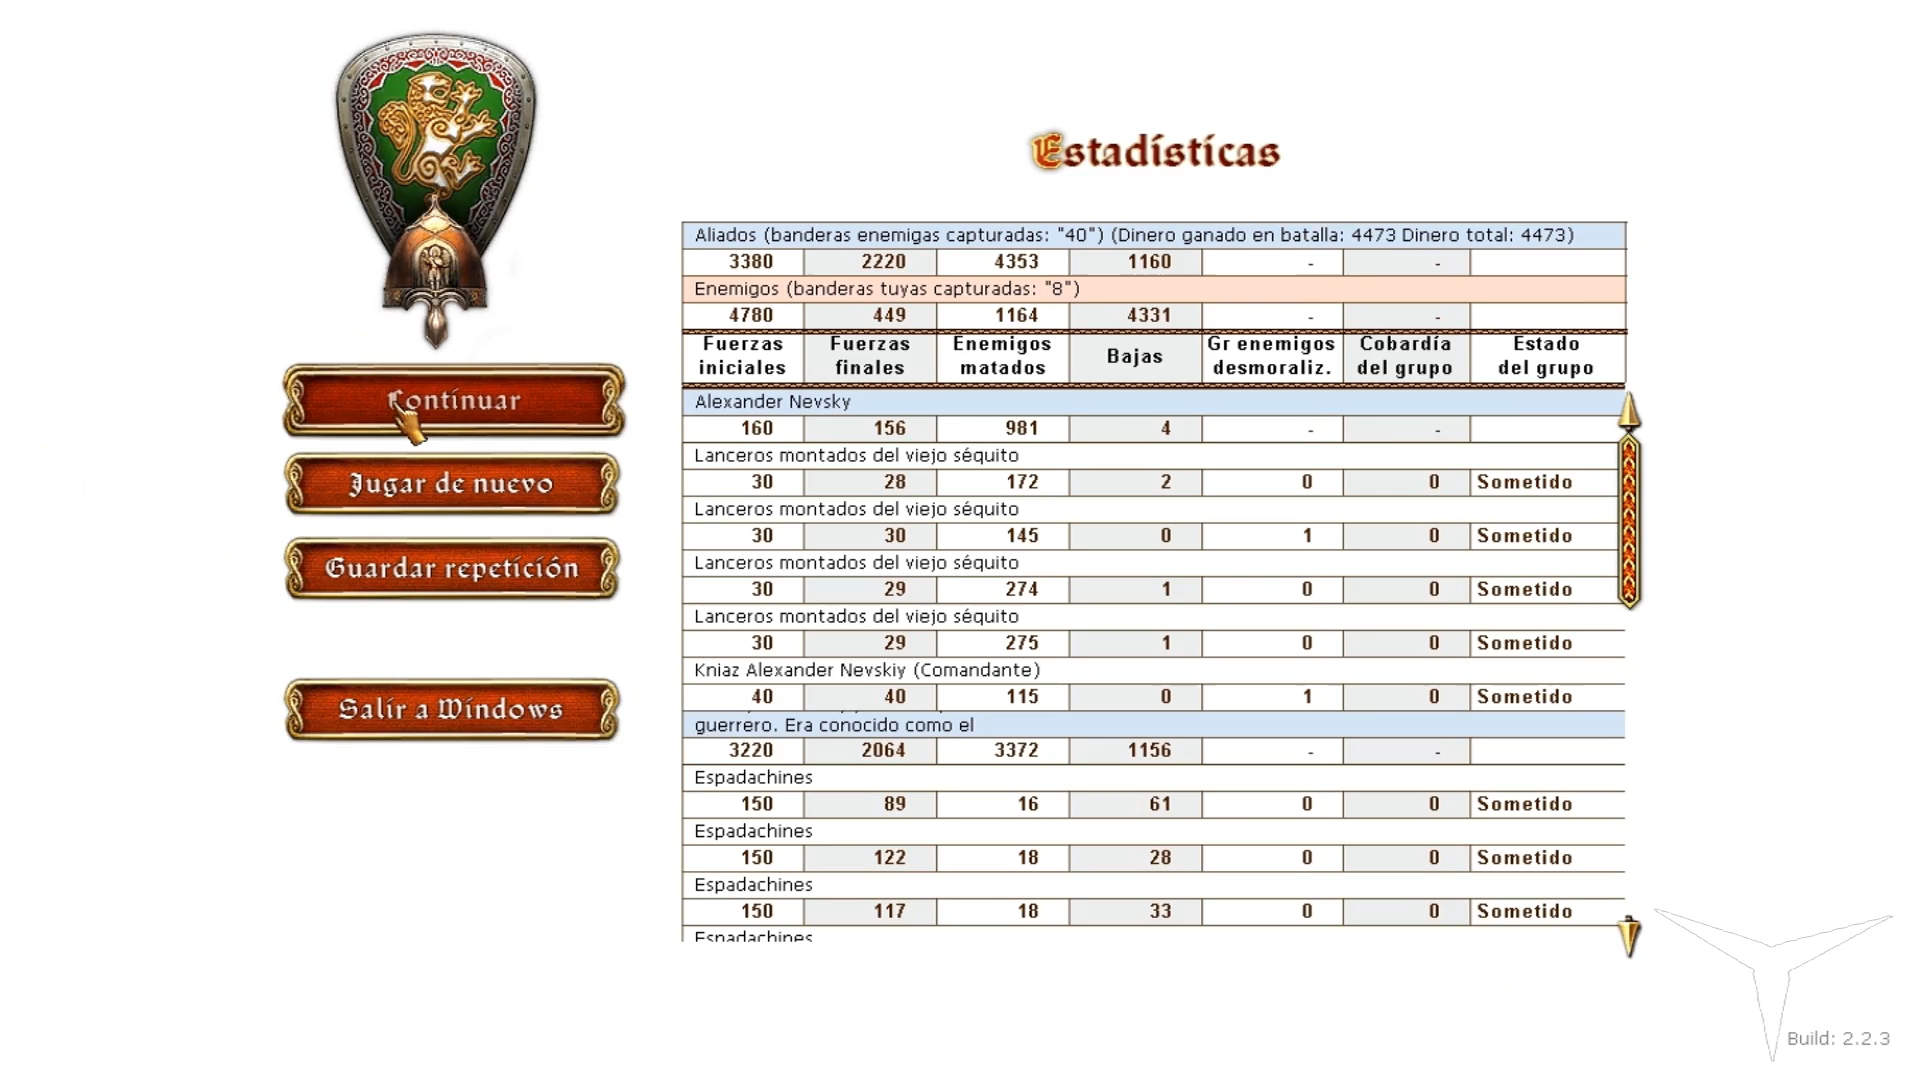 Estadísticas
Aliados (banderas enemigas capturadas: "40") (Dinero ganado en batalla: 4473 Dinero total: 4473)
3380 2220 4353 1160 - -
Enemigos (banderas tuyas capturadas: "8")
4780 449 1164 4331 - -
Fuerzas iniciales Fuerzas finales Enemigos matados Bajas Gr enemigos desmoraliz. Cobardía del grupo Estado del grupo
Alexander Nevsky
160 156 981 4 - -
Lanceros montados del viejo séquito
30 28 172 2 0 0 Sometido
Lanceros montados del viejo séquito
30 30 145 0 1 0 Sometido
Lanceros montados del viejo séquito
30 29 274 1 0 0 Sometido
Lanceros montados del viejo séquito
30 29 275 1 0 0 Sometido
Kniaz Alexander Nevskiy (Comandante)
40 40 115 0 1 0 Sometido
guerrero. Era conocido como el
3220 2064 3372 1156 - -
Espadachines
150 89 16 61 0 0 Sometido
Espadachines
150 122 18 28 0 0 Sometido
Espadachines
150 117 18 33 0 0 Sometido
Espadachines
Continuar
Jugar de nuevo
Guardar repetición
Salir a Windows
Build: 2.2.3